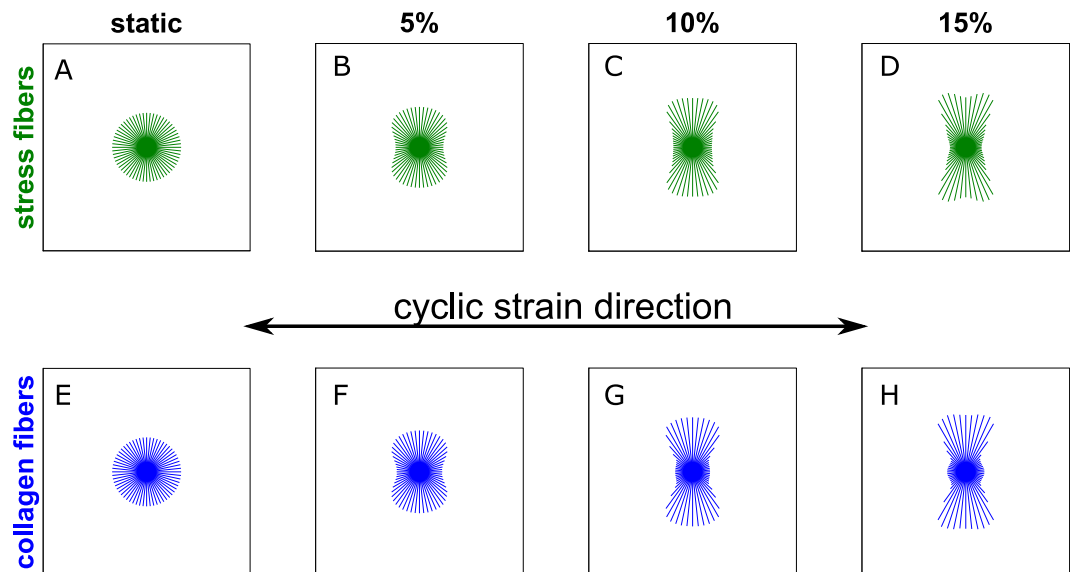 static 5% 10% 15%
stress fibers
A B C D
cyclic strain direction
collagen fibers
E F G H